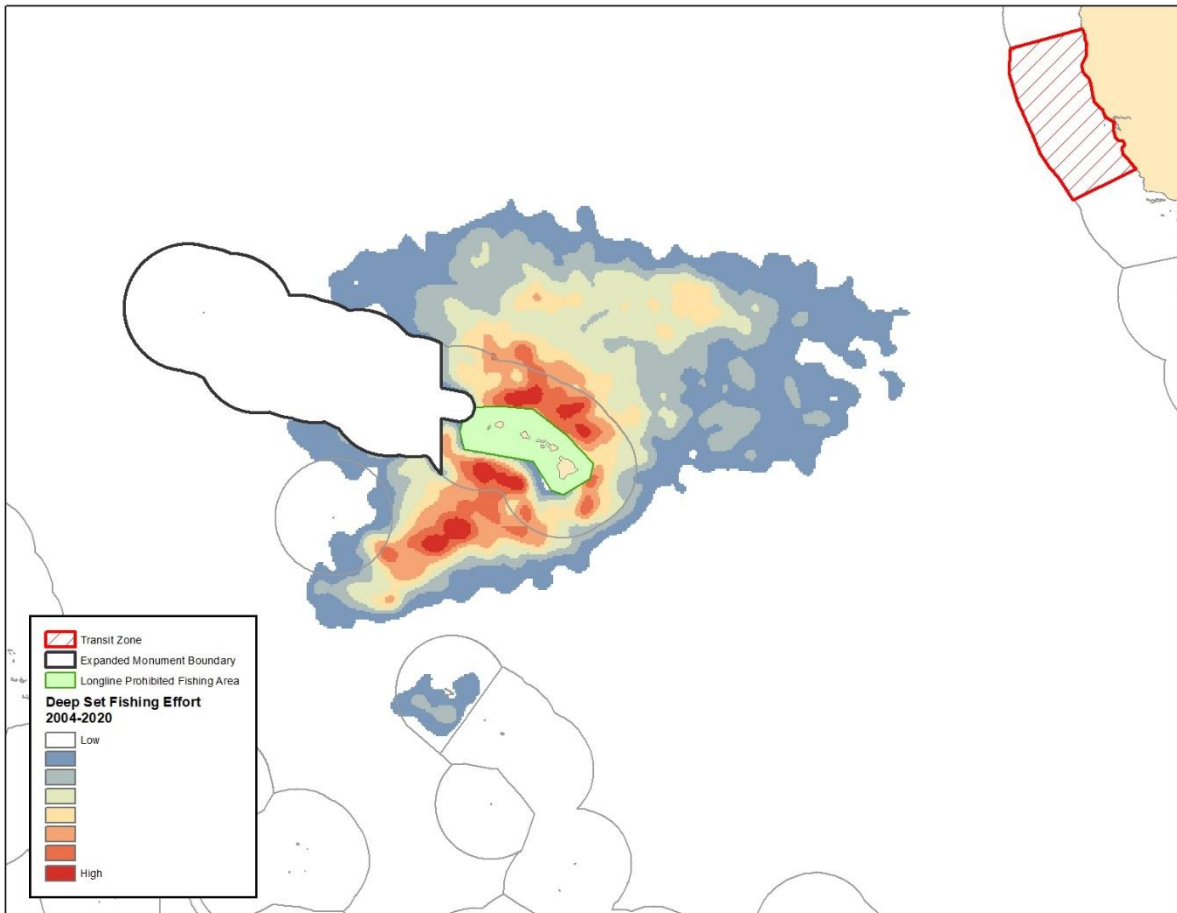 Transit Zone
Expanded Monument Boundary
Longline Prohibited Fishing Area
Deep Set Fishing Effort
2004-2020
Low
High